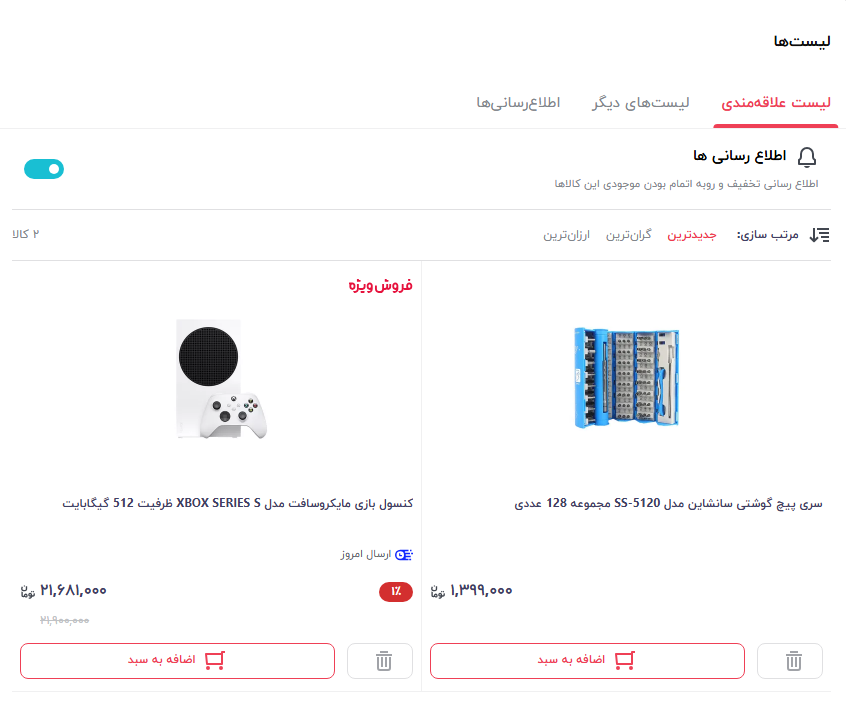 لیست‌ها
لیست علاقه‌مندی
لیست‌های دیگر
اطلاع‌رسانی‌ها
اطلاع رسانی ها
اطلاع رسانی تخفیف و روبه اتمام بودن موجودی این کالاها
مرتب سازی: جدیدترین گران‌ترین ارزان‌ترین
۲ کالا
سری پیچ گوشتی سانشاین مدل SS-5120 مجموعه 128 عددی
۱,۳۹۹,۰۰۰ تومان
اضافه به سبد
فروش ویژه
کنسول بازی مایکروسافت مدل XBOX SERIES S ظرفیت 512 گیگابایت
ارسال امروز
۱٪
۲۱,۶۸۱,۰۰۰ تومان
۲۱,۹۰۰,۰۰۰
اضافه به سبد